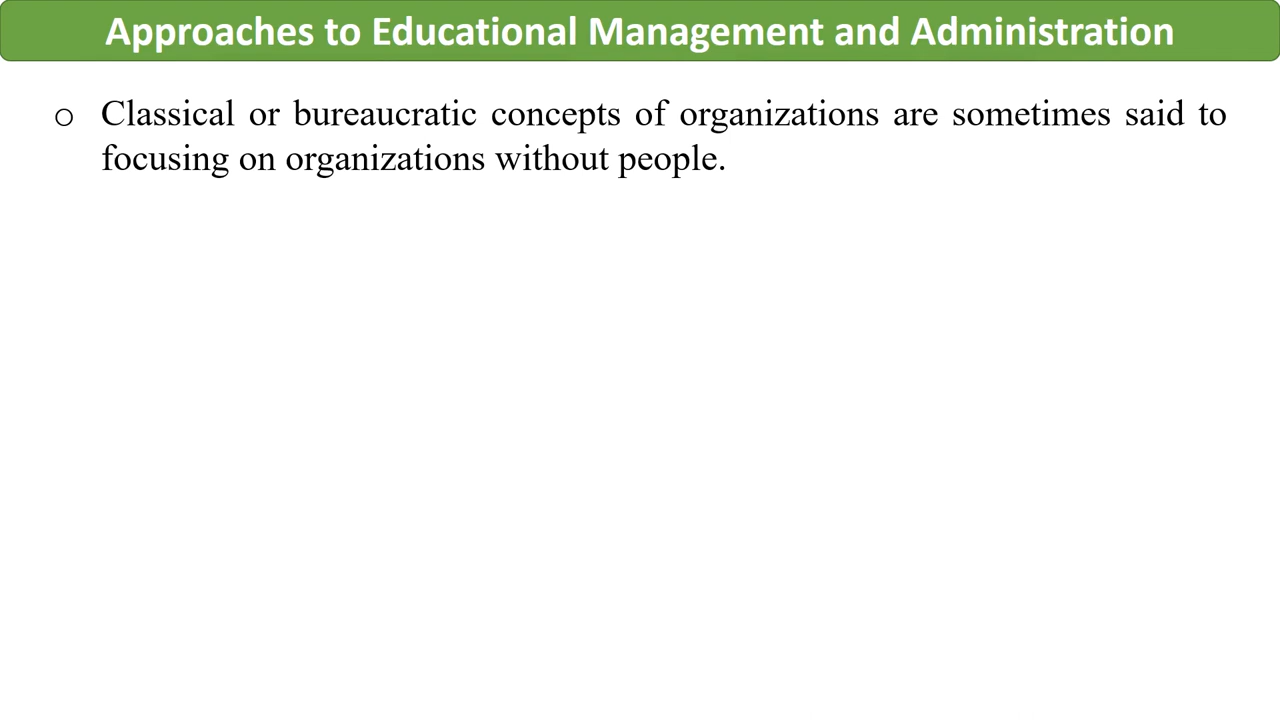 Approaches to Educational Management and Administration
o Classical or bureaucratic concepts of organizations are sometimes said to
focusing on organizations without people.